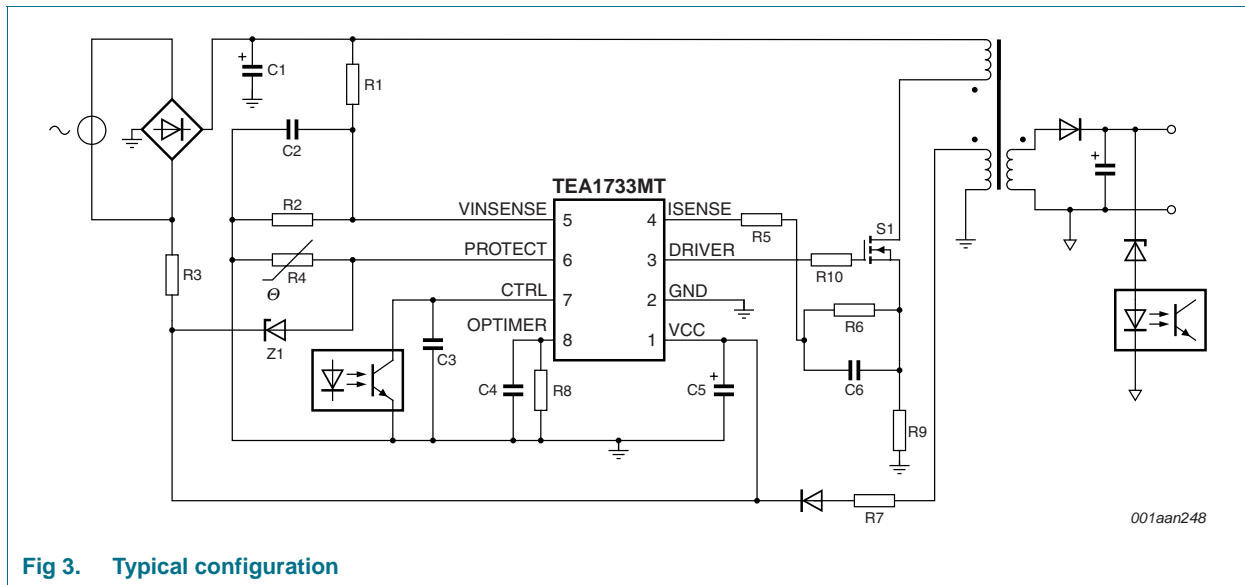 C1
R1
C2
TEA1733MT
R2
VINSENSE
5
4
ISENSE
R5
S1
R3
R4
Θ
PROTECT
6
3
DRIVER
R10
CTRL
7
2
GND
R6
Z1
OPTIMER
8
1
VCC
C3
C4
R8
C5
C6
R9
R7
001aan248
Fig 3. Typical configuration